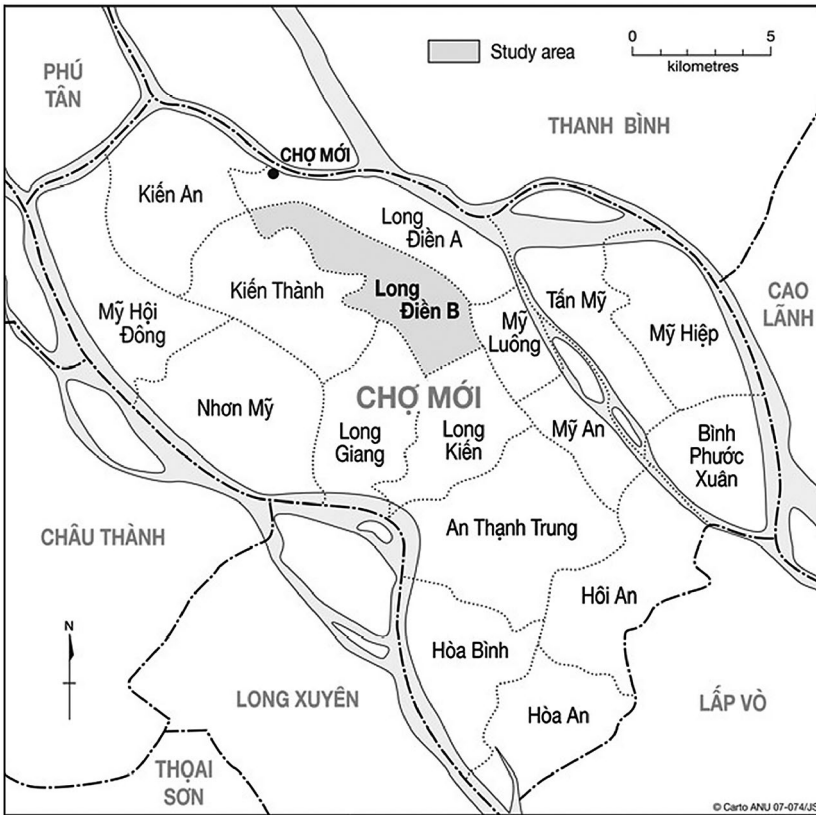 PHÚ
TÂN
Study area
0 5
kilometres
THANH BÌNH
CHỢ MỚI
Kiến An
Long
Điền A
Kiến Thành
Long
Điền B
Mỹ Hội
Đông
Mỹ
Luông
Tấn Mỹ
Mỹ Hiệp
CAO
LÃNH
Nhơn Mỹ
CHỢ MỚI
Long
Giang
Long
Kiến
Mỹ An
Bình
Phước
Xuân
CHÂU THÀNH
An Thạnh Trung
Hôi An
N
Hòa Bình
LONG XUYÊN
Hòa An
LẤP VÒ
THỌAI
SƠN
© Carto ANU 07-074/JS